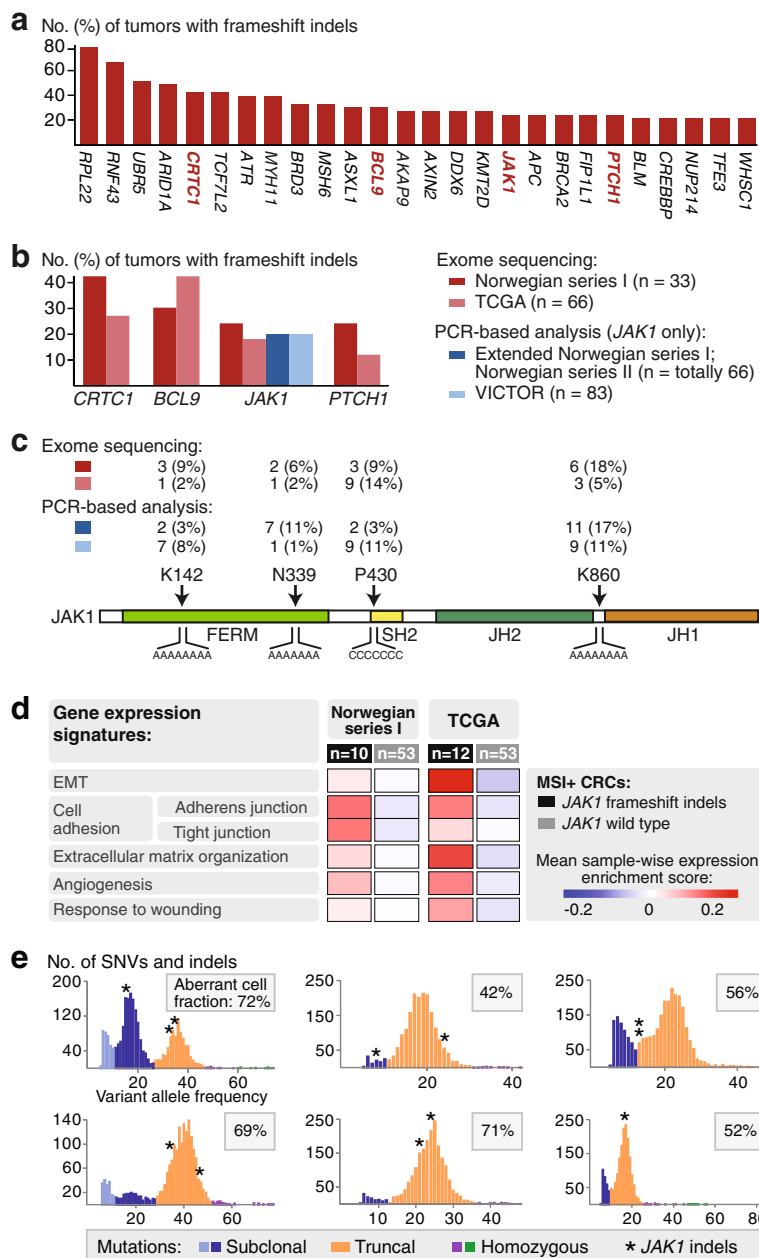 a No. (%) of tumors with frameshift indels
80
60
40
20
RPL22 RNF43 UBR5 ARID1A CRTC1 TCF7L2 ATR MYH11 BRD3 MSH6 ASXL1 BCL9 AKAP9 AXIN2 DDX6 KMT2D JAK1 APC BRCA2 FIP1L1 PTCH1 BLM CREBBP NUP214 TFE3 WHSC1
b No. (%) of tumors with frameshift indels
40
30
20
10
CRTC1 BCL9 JAK1 PTCH1
Exome sequencing:
Norwegian series I (n = 33)
TCGA (n = 66)
PCR-based analysis (JAK1 only):
Extended Norwegian series I;
Norwegian series II (n = totally 66)
VICTOR (n = 83)
c Exome sequencing:
3 (9%) 2 (6%) 3 (9%) 6 (18%)
1 (2%) 1 (2%) 9 (14%) 3 (5%)
PCR-based analysis:
2 (3%) 7 (11%) 2 (3%) 11 (17%)
7 (8%) 1 (1%) 9 (11%) 9 (11%)
K142 N339 P430 K860
JAK1
FERM SH2 JH2 JH1
AAAAAAAA AAAAAAA CCCCCCC AAAAAAAA
d Gene expression
signatures:
Norwegian
series I
TCGA
n=10 n=53 n=12 n=53
EMT
Cell
adhesion
Adherens junction
Tight junction
Extracellular matrix organization
Angiogenesis
Response to wounding
MSI+ CRCs:
JAK1 frameshift indels
JAK1 wild type
Mean sample-wise expression
enrichment score:
-0.2 0 0.2
e No. of SNVs and indels
200
120
40
20 40 60
Aberrant cell
fraction: 72%
* * *
Variant allele frequency
250
150
50
20 40
42%
* *
250
150
50
20 40
56%
*
*
140
100
60
20
20 40 60
69%
* *
250
150
50
10 30 50
71%
* *
250
150
50
20 40 60 80
52%
*
Mutations: Subclonal Truncal Homozygous * JAK1 indels